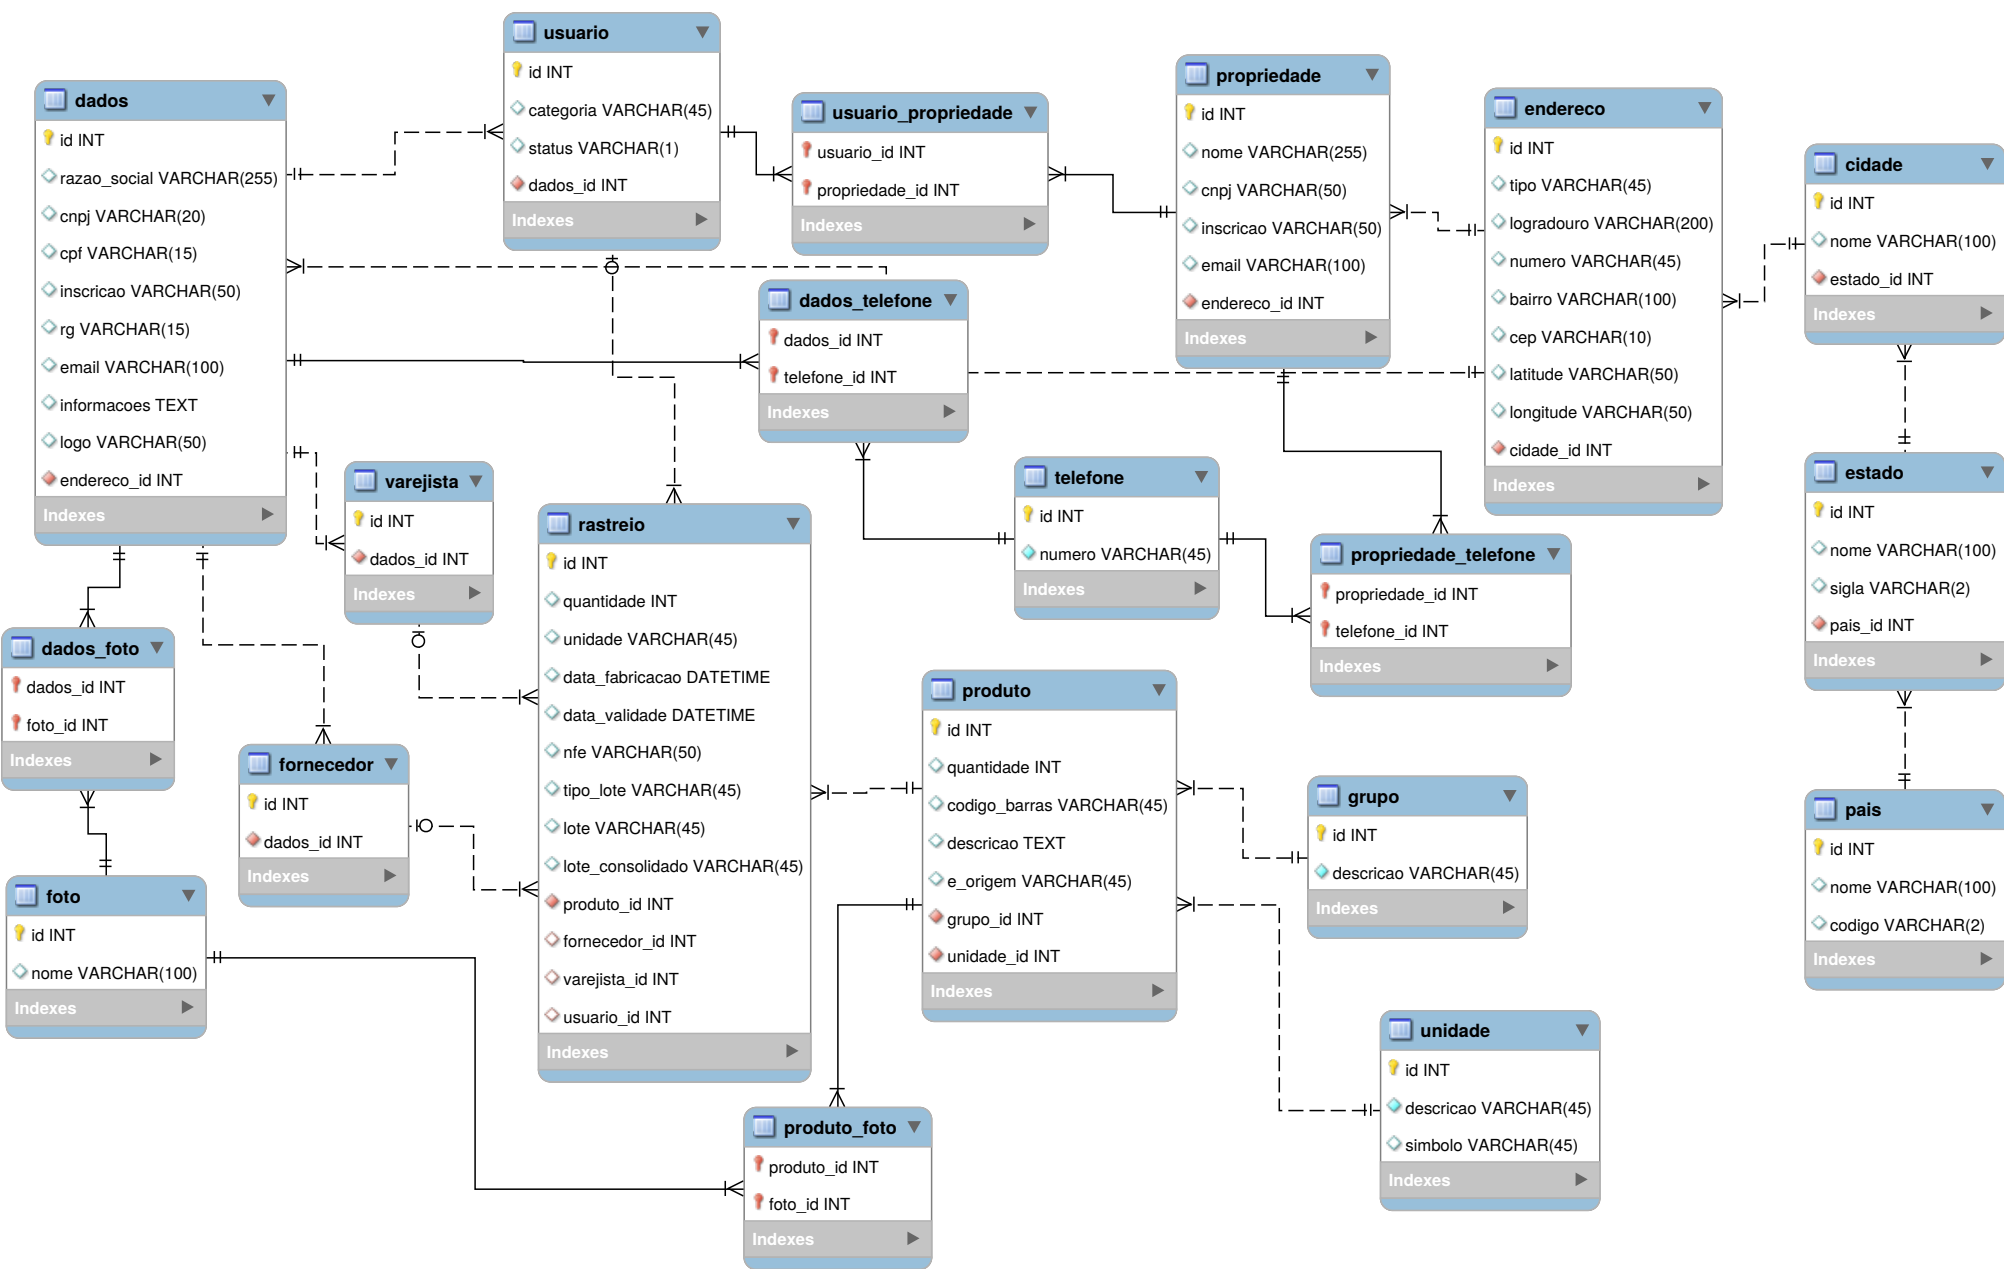 dados
id INT
razao_social VARCHAR(255)
cnpj VARCHAR(20)
cpf VARCHAR(15)
inscricao VARCHAR(50)
rg VARCHAR(15)
email VARCHAR(100)
informacoes TEXT
logo VARCHAR(50)
endereco_id INT
Indexes
usuario
id INT
categoria VARCHAR(45)
status VARCHAR(1)
dados_id INT
Indexes
usuario_propriedade
usuario_id INT
propriedade_id INT
Indexes
propriedade
id INT
nome VARCHAR(255)
cnpj VARCHAR(50)
inscricao VARCHAR(50)
email VARCHAR(100)
endereco_id INT
Indexes
endereco
id INT
tipo VARCHAR(45)
logradouro VARCHAR(200)
numero VARCHAR(45)
bairro VARCHAR(100)
cep VARCHAR(10)
latitude VARCHAR(50)
longitude VARCHAR(50)
cidade_id INT
Indexes
cidade
id INT
nome VARCHAR(100)
estado_id INT
Indexes
dados_telefone
dados_id INT
telefone_id INT
Indexes
varejista
id INT
dados_id INT
Indexes
rastreio
id INT
quantidade INT
unidade VARCHAR(45)
data_fabricacao DATETIME
data_validade DATETIME
nfe VARCHAR(50)
tipo_lote VARCHAR(45)
lote VARCHAR(45)
lote_consolidado VARCHAR(45)
produto_id INT
fornecedor_id INT
varejista_id INT
usuario_id INT
Indexes
telefone
id INT
numero VARCHAR(45)
Indexes
propriedade_telefone
propriedade_id INT
telefone_id INT
Indexes
estado
id INT
nome VARCHAR(100)
sigla VARCHAR(2)
pais_id INT
Indexes
dados_foto
dados_id INT
foto_id INT
Indexes
fornecedor
id INT
dados_id INT
Indexes
produto
id INT
quantidade INT
codigo_barras VARCHAR(45)
descricao TEXT
e_origem VARCHAR(45)
grupo_id INT
unidade_id INT
Indexes
grupo
id INT
descricao VARCHAR(45)
Indexes
pais
id INT
nome VARCHAR(100)
codigo VARCHAR(2)
Indexes
foto
id INT
nome VARCHAR(100)
Indexes
unidade
id INT
descricao VARCHAR(45)
simbolo VARCHAR(45)
Indexes
produto_foto
produto_id INT
foto_id INT
Indexes